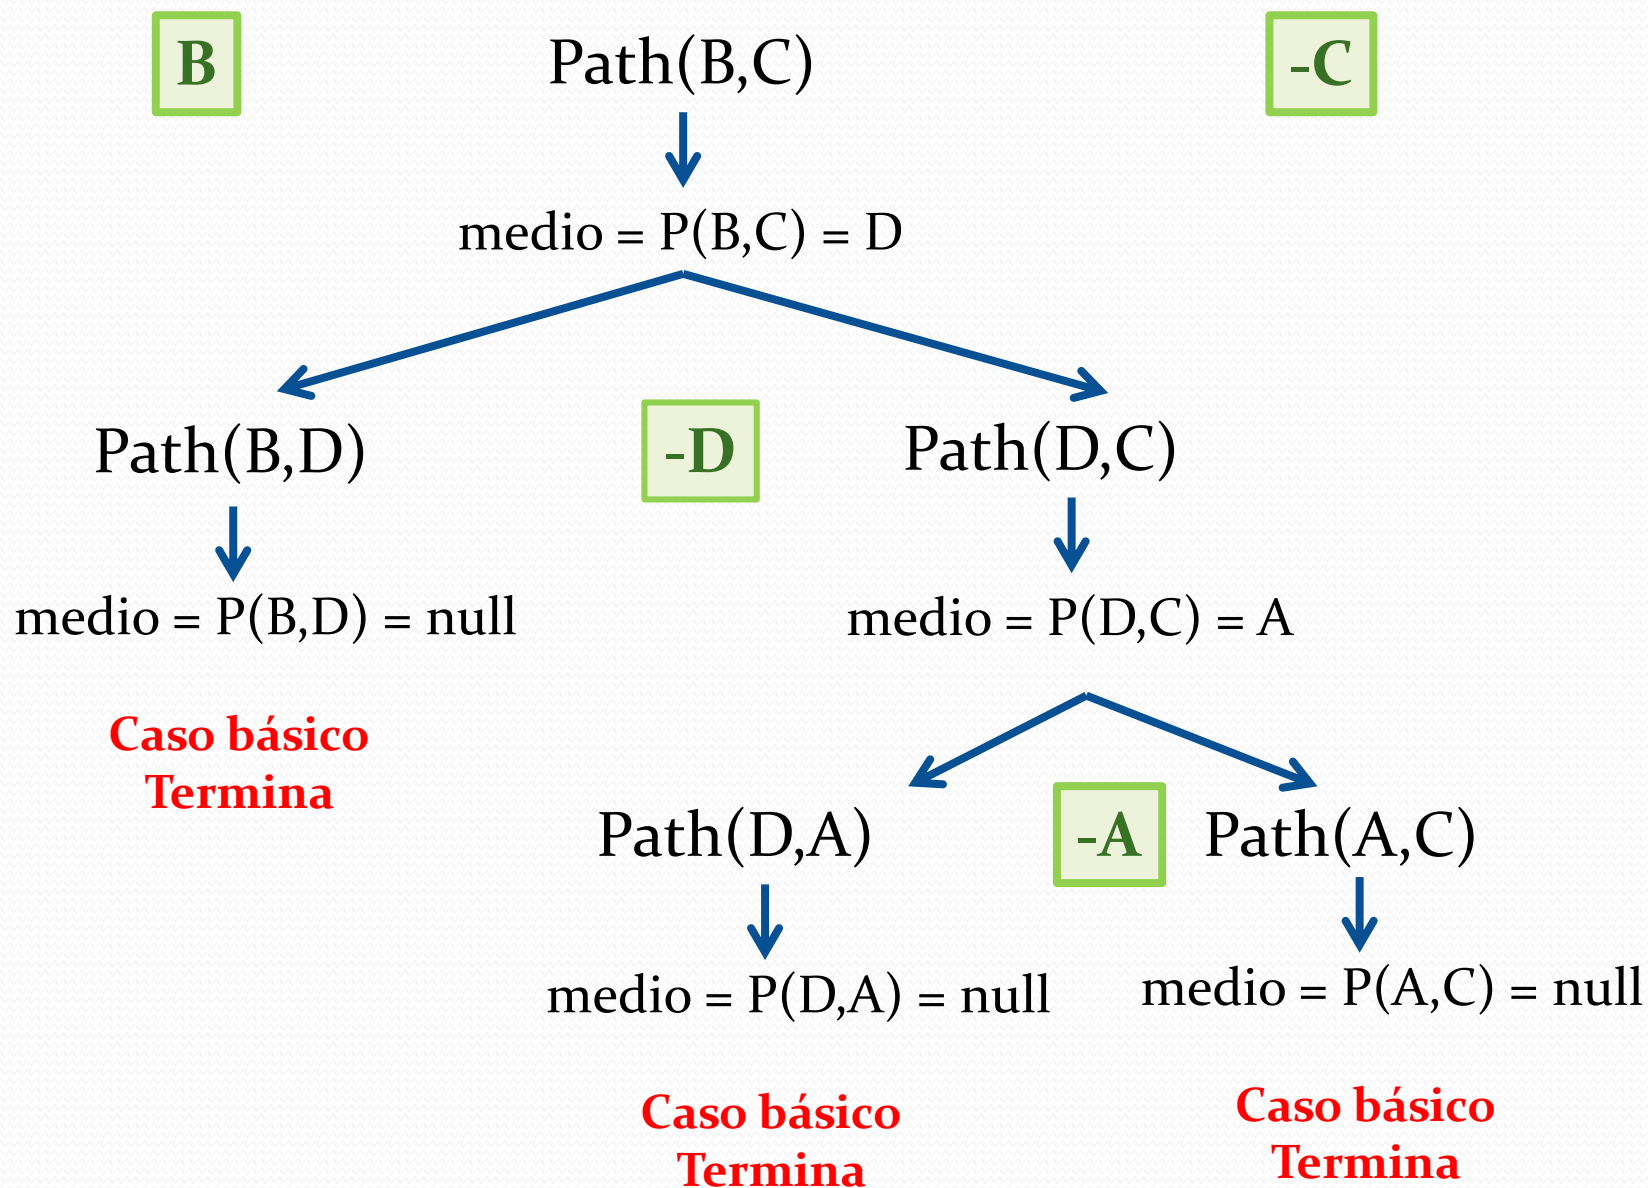 B
Path(B,C)
-C
medio = P(B,C) = D
Path(B,D)
-D
Path(D,C)
medio = P(B,D) = null
medio = P(D,C) = A
Caso básico
Termina
Path(D,A)
-A
Path(A,C)
medio = P(D,A) = null
medio = P(A,C) = null
Caso básico
Termina
Caso básico
Termina